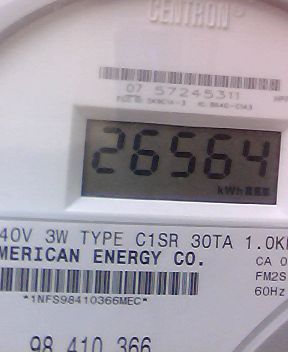 CENTRON
07 57245311
26564
kWh
40V 3W TYPE C1SR 30TA 1.0K
MERICAN ENERGY CO.
CA 0
FM2S
60Hz
*1NFS98410366MEC*
98 410 366